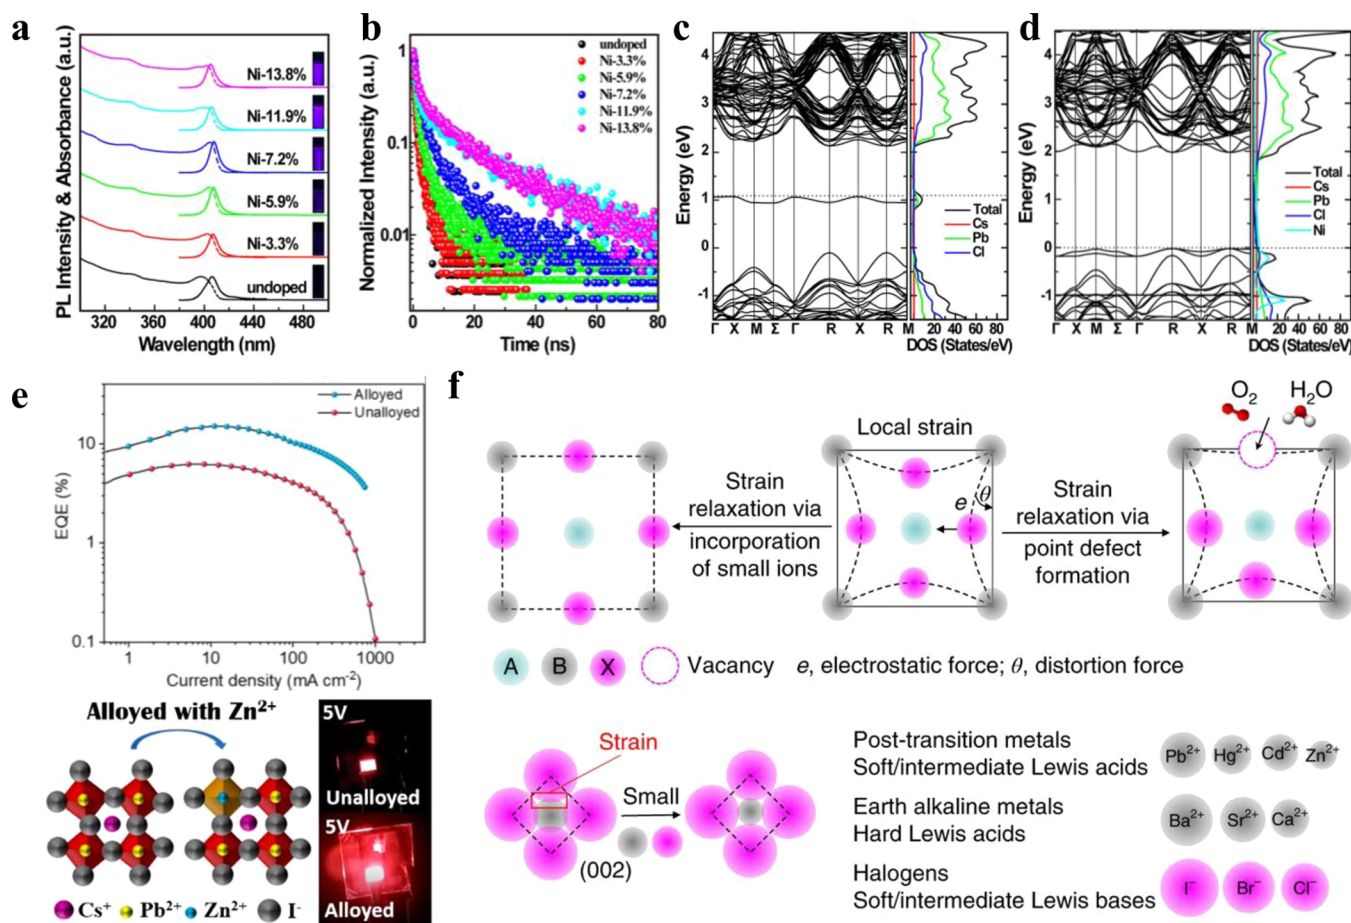 a
PL Intensity & Absorbance (a.u.)
Ni-13.8%
Ni-11.9%
Ni-7.2%
Ni-5.9%
Ni-3.3%
undoped
300 400 500
Wavelength (nm)
b
Normalized Intensity (a.u.)
1
0.1
0.01
undoped
Ni-3.3%
Ni-5.9%
Ni-7.2%
Ni-11.9%
Ni-13.8%
0 20 40 60 80
Time (ns)
c
Energy (eV)
4
3
2
1
0
-1
Total
Cs
Pb
Cl
Γ X M Σ Γ R X R M 20 40 60 80
DOS (States/eV)
d
Energy (eV)
4
3
2
1
0
-1
Total
Cs
Pb
Cl
Ni
Γ X M Σ Γ R X R M 20 40 60 80
DOS (States/eV)
e
EQE (%)
10
1
0.1
Alloyed
Unalloyed
1 10 100 1000
Current density (mA cm-2)
Alloyed with Zn2+
5V
Unalloyed
5V
Alloyed
Cs+ Pb2+ Zn2+ I-
f
O2 H2O
Local strain
e θ
Strain
relaxation via
incorporation
of small ions
Strain
relaxation via
point defect
formation
A B X Vacancy e, electrostatic force; θ, distortion force
Strain
Small
(002)
Post-transition metals
Soft/intermediate Lewis acids
Pb2+ Hg2+ Cd2+ Zn2+
Earth alkaline metals
Hard Lewis acids
Ba2+ Sr2+ Ca2+
Halogens
Soft/intermediate Lewis bases
I− Br− Cl−